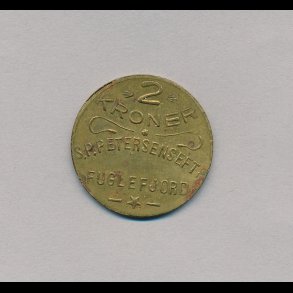 2
KRONER
S.P. PETERSENS EFT
FUGLEFJORD